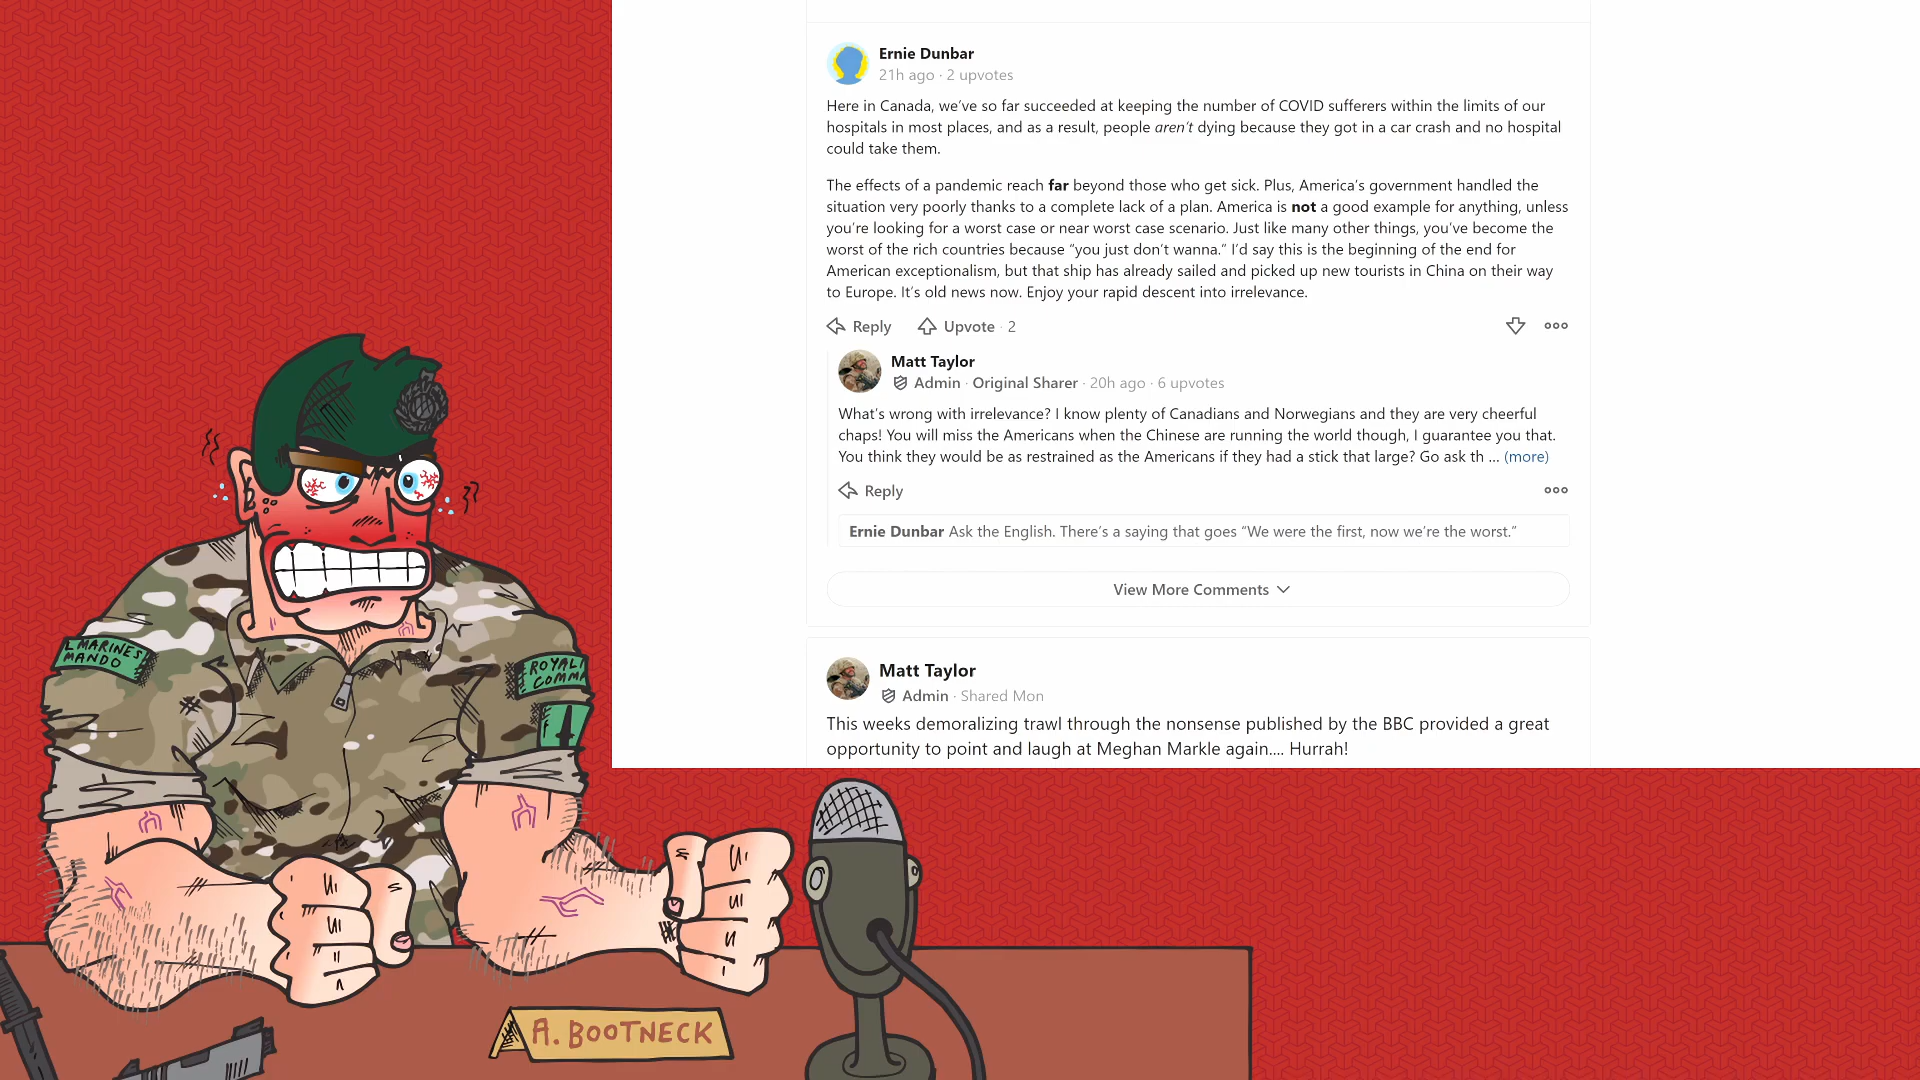 Ernie Dunbar
21h ago · 2 upvotes
Here in Canada, we've so far succeeded at keeping the number of COVID sufferers within the limits of our
hospitals in most places, and as a result, people aren't dying because they got in a car crash and no hospital
could take them.
The effects of a pandemic reach far beyond those who get sick. Plus, America's government handled the
situation very poorly thanks to a complete lack of a plan. America is not a good example for anything, unless
you're looking for a worst case or near worst case scenario. Just like many other things, you've become the
worst of the rich countries because “you just don't wanna.” I'd say this is the beginning of the end for
American exceptionalism, but that ship has already sailed and picked up new tourists in China on their way
to Europe. It's old news now. Enjoy your rapid descent into irrelevance.
Reply Upvote · 2
Matt Taylor
Admin · Original Sharer · 20h ago · 6 upvotes
What's wrong with irrelevance? I know plenty of Canadians and Norwegians and they are very cheerful
chaps! You will miss the Americans when the Chinese are running the world though, I guarantee you that.
You think they would be as restrained as the Americans if they had a stick that large? Go ask th ... (more)
Reply
Ernie Dunbar Ask the English. There's a saying that goes “We were the first, now we're the worst.”
View More Comments
Matt Taylor
Admin · Shared Mon
This weeks demoralizing trawl through the nonsense published by the BBC provided a great
opportunity to point and laugh at Meghan Markle again.... Hurrah!
L MARINES
MANDO
ROYAL
COMMA
A. BOOTNECK